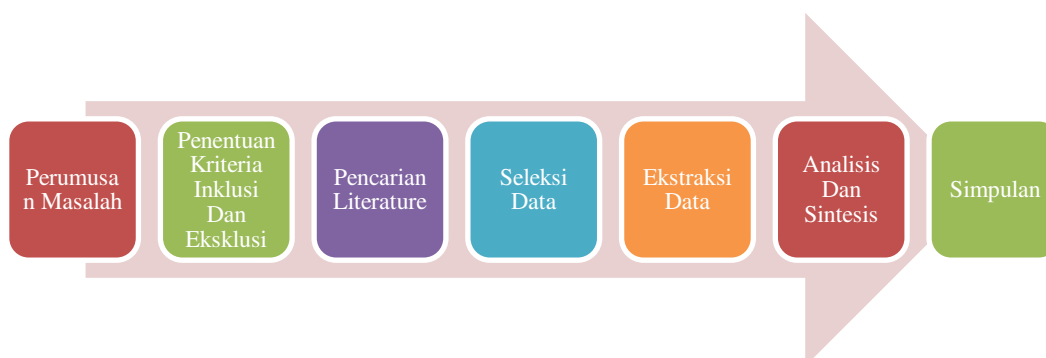 Perumusa
n Masalah
Penentuan
Kriteria
Inklusi
Dan
Eksklusi
Pencarian
Literature
Seleksi
Data
Ekstraksi
Data
Analisis
Dan
Sintesis
Simpulan